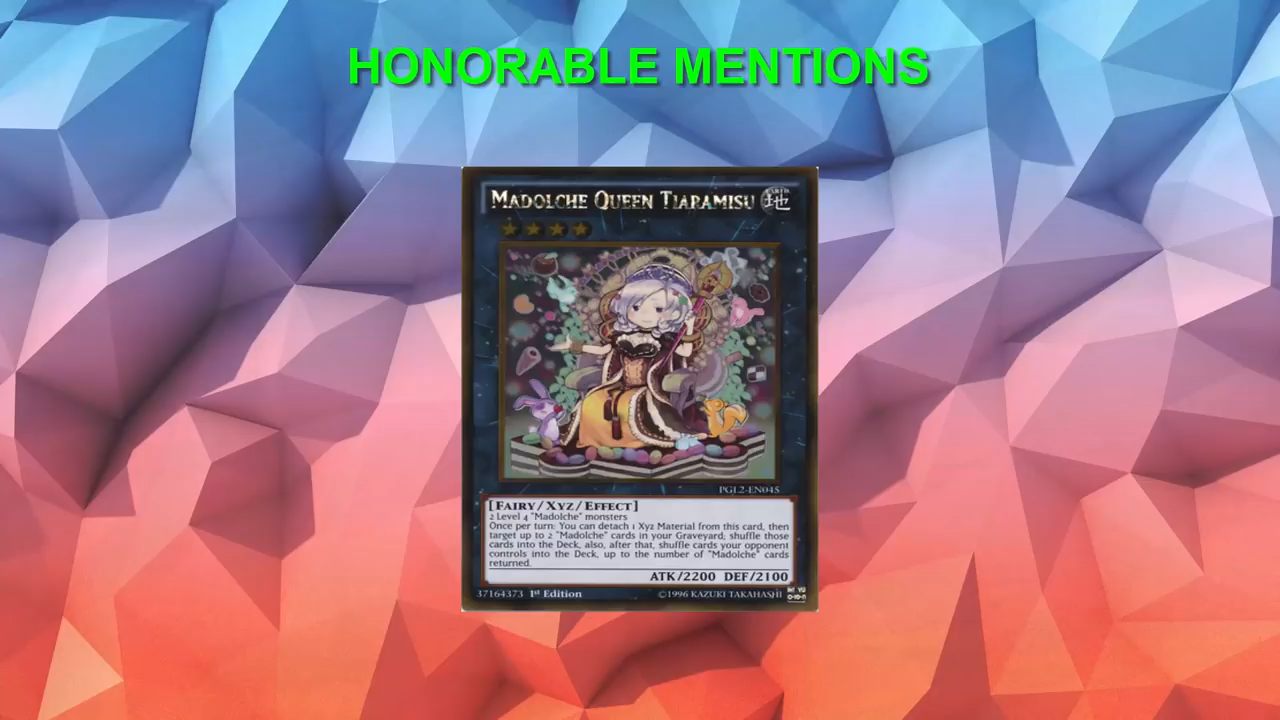 HONORABLE MENTIONS
MADOLCHE QUEEN TIARAMISU
EARTH
地
PGL2-EN045
[FAIRY/XYZ/EFFECT]
2 Level 4 "Madolche" monsters
Once per turn: You can detach 1 Xyz Material from this card, then
target up to 2 "Madolche" cards in your Graveyard; shuffle those
cards into the Deck, also, after that, shuffle cards your opponent
controls into the Deck, up to the number of "Madolche" cards
returned.
ATK/2200 DEF/2100
37164373 1st Edition ©1996 KAZUKI TAKAHASHI